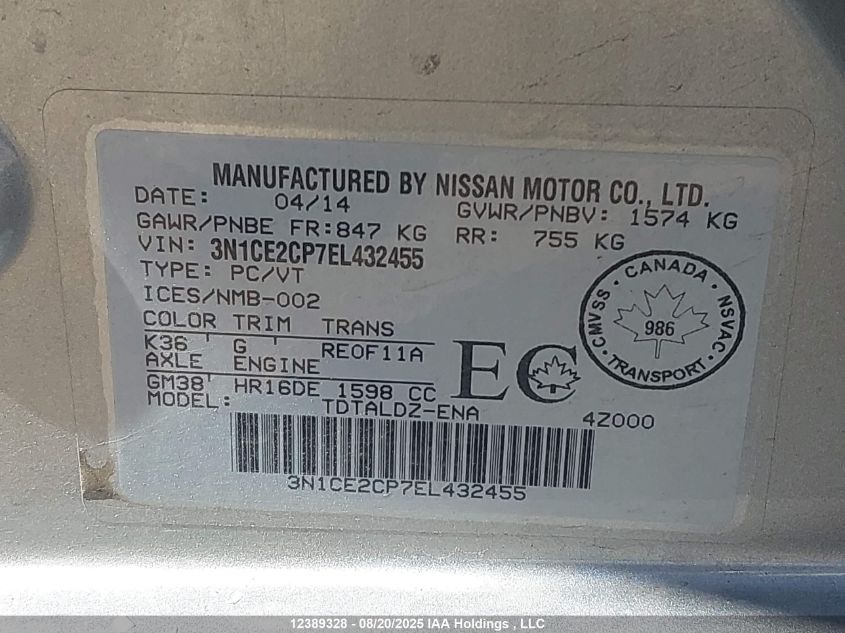 MANUFACTURED BY NISSAN MOTOR CO., LTD.
DATE: 04/14 GVWR/PNBV: 1574 KG
GAWR/PNBE FR:847 KG RR: 755 KG
VIN: 3N1CE2CP7EL432455
TYPE: PC/VT
ICES/NMB-002
COLOR TRIM TRANS
K36 G REOF11A
AXLE ENGINE
GM38 HR16DE 1598 CC
MODEL: TDTALDZ-ENA 4Z000
EC
CANADA
CMVSS 986 NSVAC
TRANSPORT
3N1CE2CP7EL432455
12389328 - 08/20/2025 IAA Holdings , LLC